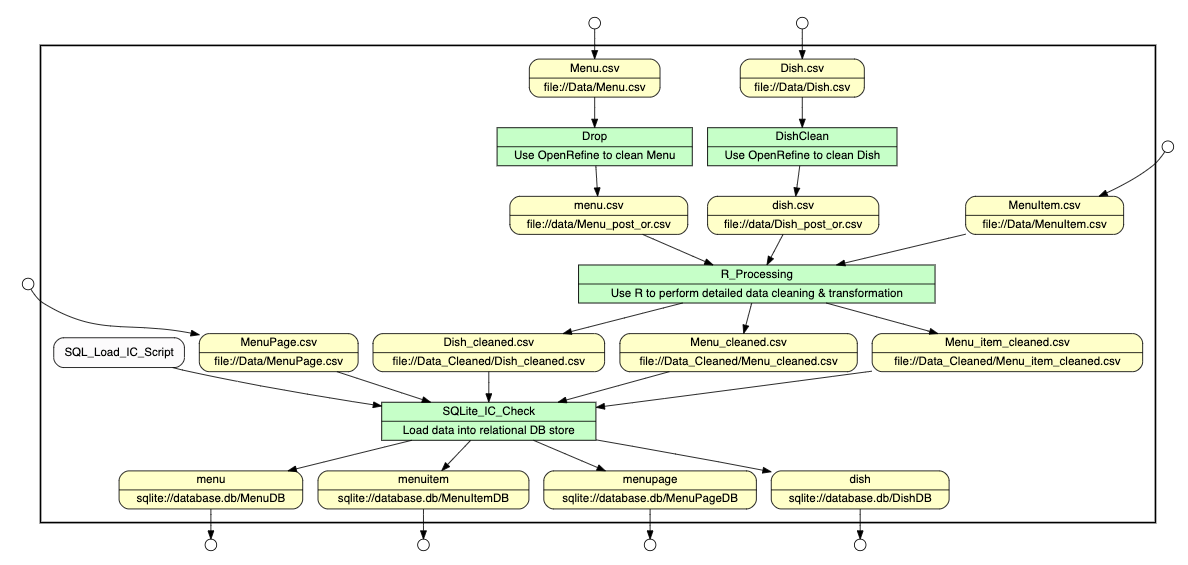 Menu.csv
file://Data/Menu.csv
Dish.csv
file://Data/Dish.csv
Drop
Use OpenRefine to clean Menu
DishClean
Use OpenRefine to clean Dish
menu.csv
file://data/Menu_post_or.csv
dish.csv
file://data/Dish_post_or.csv
MenuItem.csv
file://Data/MenuItem.csv
R_Processing
Use R to perform detailed data cleaning & transformation
SQL_Load_IC_Script
MenuPage.csv
file://Data/MenuPage.csv
Dish_cleaned.csv
file://Data_Cleaned/Dish_cleaned.csv
Menu_cleaned.csv
file://Data_Cleaned/Menu_cleaned.csv
Menu_item_cleaned.csv
file://Data_Cleaned/Menu_item_cleaned.csv
SQLite_IC_Check
Load data into relational DB store
menu
sqlite://database.db/MenuDB
menuitem
sqlite://database.db/MenuItemDB
menupage
sqlite://database.db/MenuPageDB
dish
sqlite://database.db/DishDB